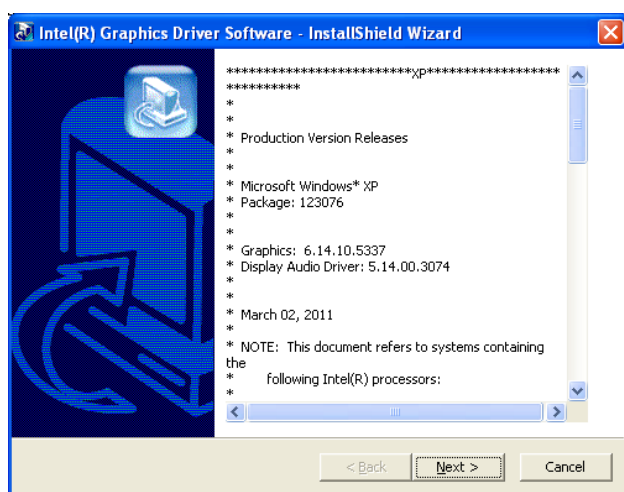 Intel(R) Graphics Driver Software - InstallShield Wizard
*************************XP******************
**********
*
*
* Production Version Releases
*
*
* Microsoft Windows* XP
* Package: 123076
*
*
* Graphics: 6.14.10.5337
* Display Audio Driver: 5.14.00.3074
*
*
* March 02, 2011
*
* NOTE: This document refers to systems containing
the
* following Intel(R) processors:
*
< Back
Next >
Cancel